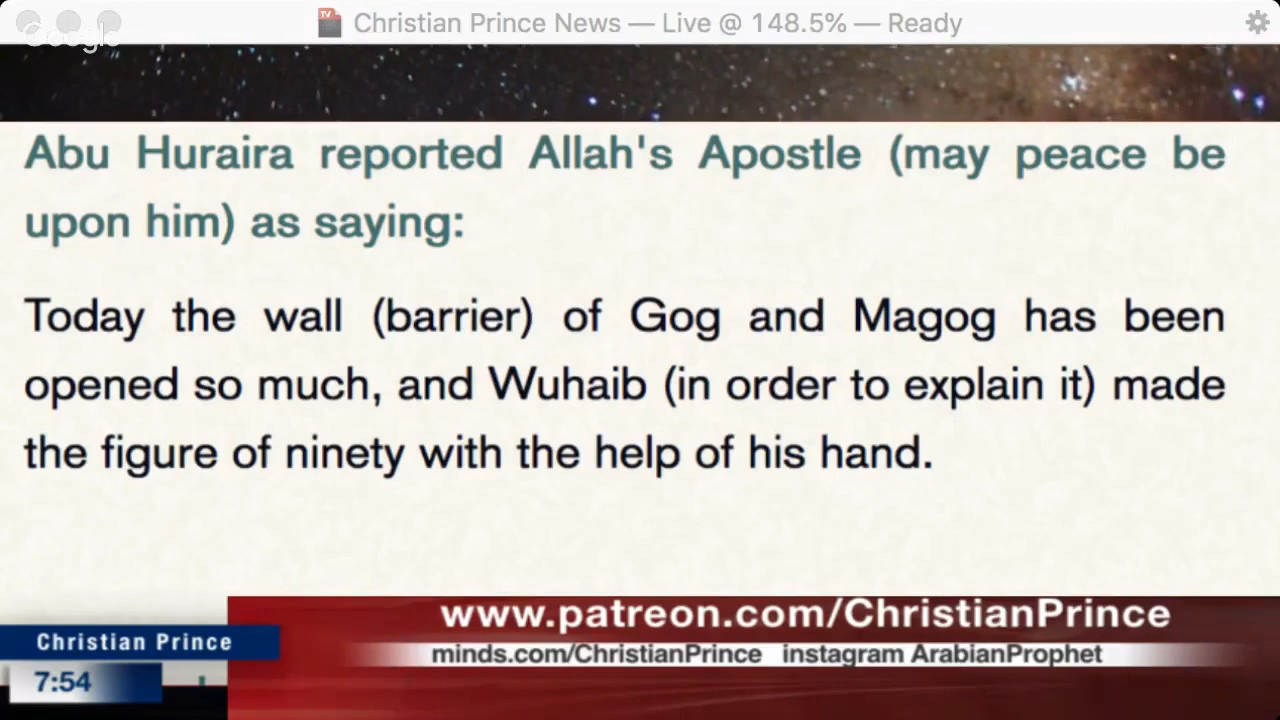 Christian Prince News — Live @ 148.5% — Ready
Google
TV
Abu Huraira reported Allah's Apostle (may peace be
upon him) as saying:
Today the wall (barrier) of Gog and Magog has been
opened so much, and Wuhaib (in order to explain it) made
the figure of ninety with the help of his hand.
www.patreon.com/ChristianPrince
Christian Prince
minds.com/ChristianPrince instagram ArabianProphet
7:54